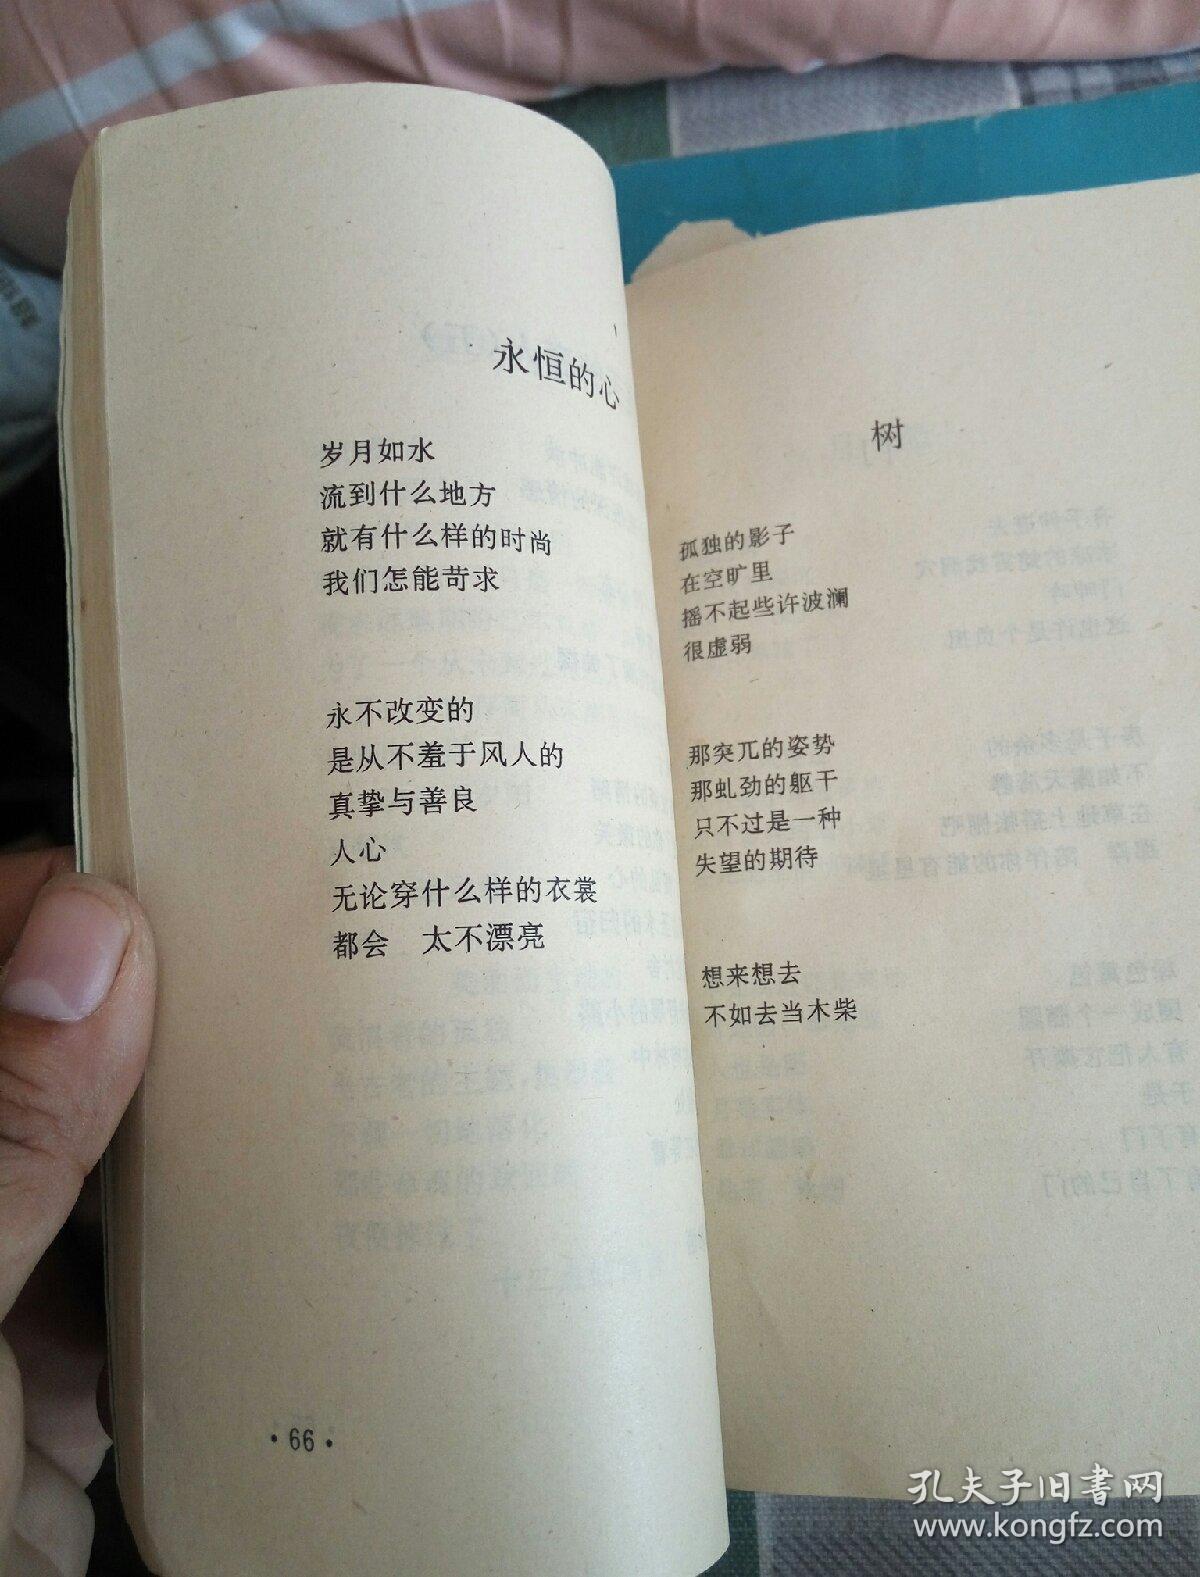 永恒的心
岁月如水
流到什么地方
就有什么样的时尚
我们怎能苛求
永不改变的
是从不羞于风人的
真挚与善良
人心
无论穿什么样的衣裳
都会　太不漂亮
·66·
树
孤独的影子
在空旷里
摇不起些许波澜
很虚弱
那突兀的姿势
那虬劲的躯干
只不过是一种
失望的期待
想来想去
不如去当木柴
孔夫子旧书网
www.kongfz.com